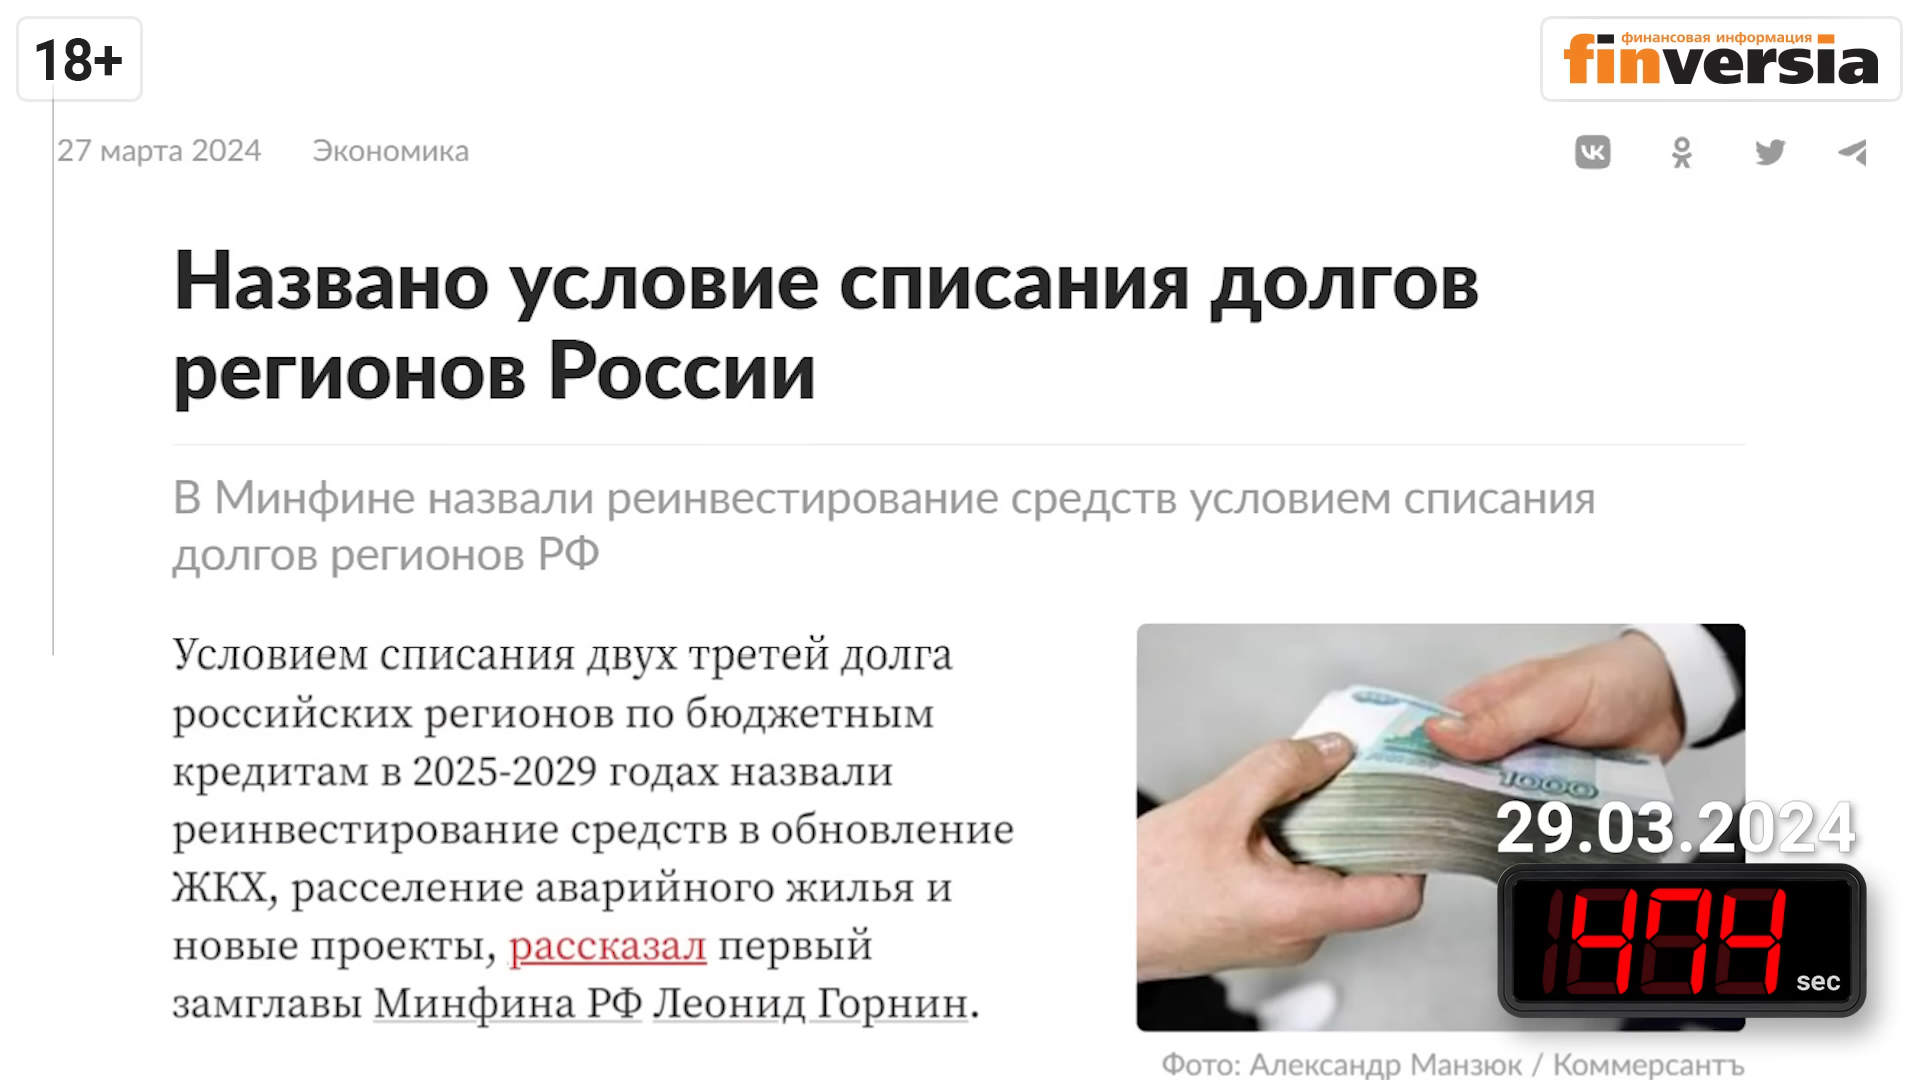 18+
финансовая информация
finversia
27 марта 2024 Экономика
Названо условие списания долгов
регионов России
В Минфине назвали реинвестирование средств условием списания
долгов регионов РФ
Условием списания двух третей долга
российских регионов по бюджетным
кредитам в 2025-2029 годах назвали
реинвестирование средств в обновление
ЖКХ, расселение аварийного жилья и
новые проекты, рассказал первый
замглавы Минфина РФ Леонид Горнин.
1000
29.03.2024
474
sec
Фото: Александр Манзюк / Коммерсантъ